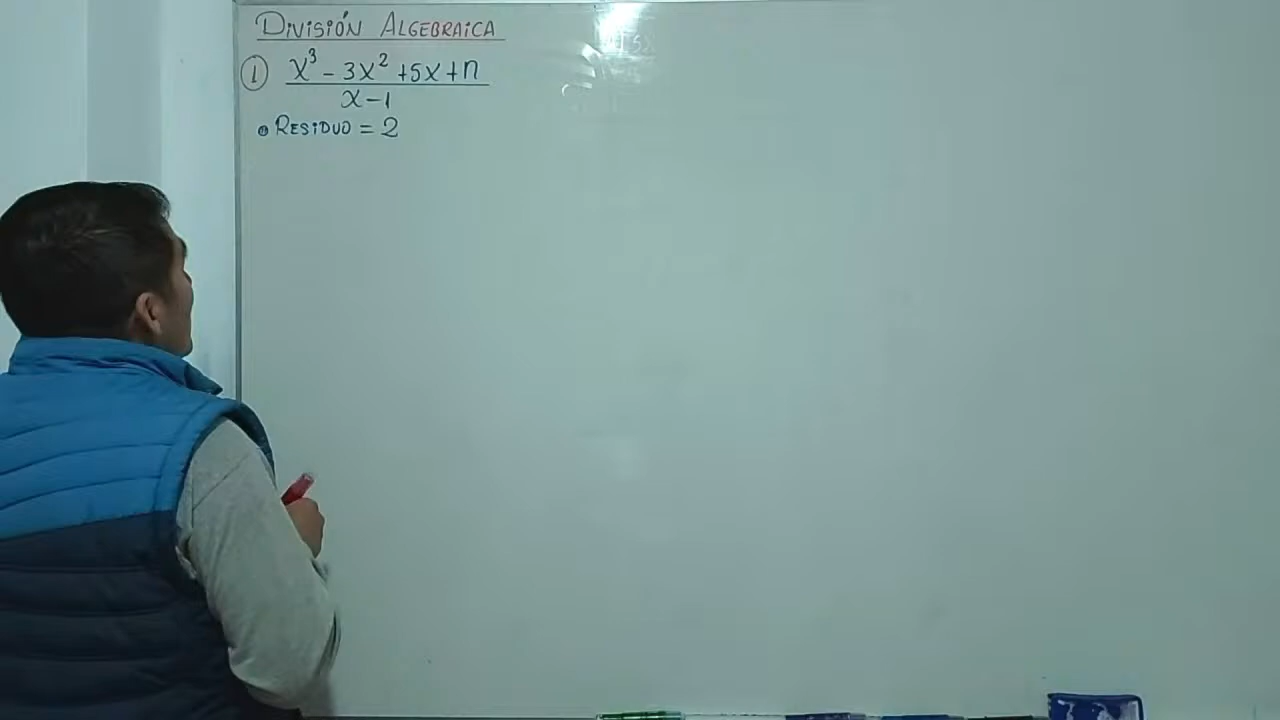 División Algebraica
① x³ - 3x² + 5x + n
x - 1
• Residuo = 2